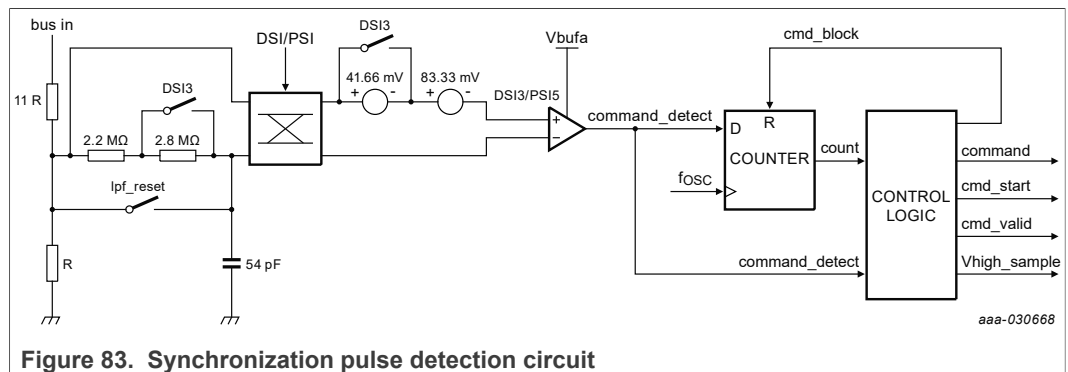 bus in
DSI/PSI
DSI3
Vbufa
cmd_block
41.66 mV
83.33 mV
11 R
DSI3
DSI3/PSI5
+
-
+
-
command_detect
D
R
2.2 MΩ
2.8 MΩ
+
−
COUNTER
count
command
lpf_reset
fOSC
CONTROL
LOGIC
cmd_start
cmd_valid
R
54 pF
command_detect
Vhigh_sample
aaa-030668
Figure 83. Synchronization pulse detection circuit